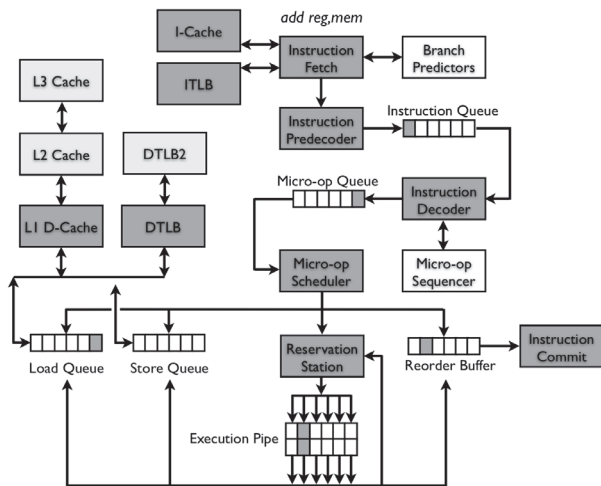 add reg,mem
I-Cache
Instruction
Fetch
Branch
Predictors
L3 Cache
ITLB
Instruction Queue
Instruction
Predecoder
L2 Cache
DTLB2
Micro-op Queue
Instruction
Decoder
L1 D-Cache
DTLB
Micro-op
Scheduler
Micro-op
Sequencer
Load Queue
Store Queue
Reservation
Station
Reorder Buffer
Instruction
Commit
Execution Pipe